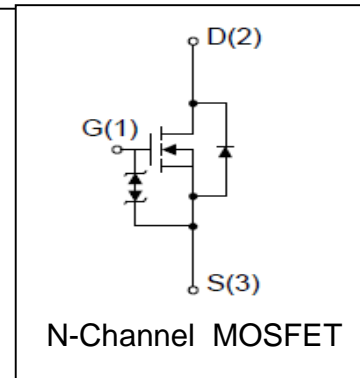 D(2)
G(1)
S(3)
N-Channel MOSFET